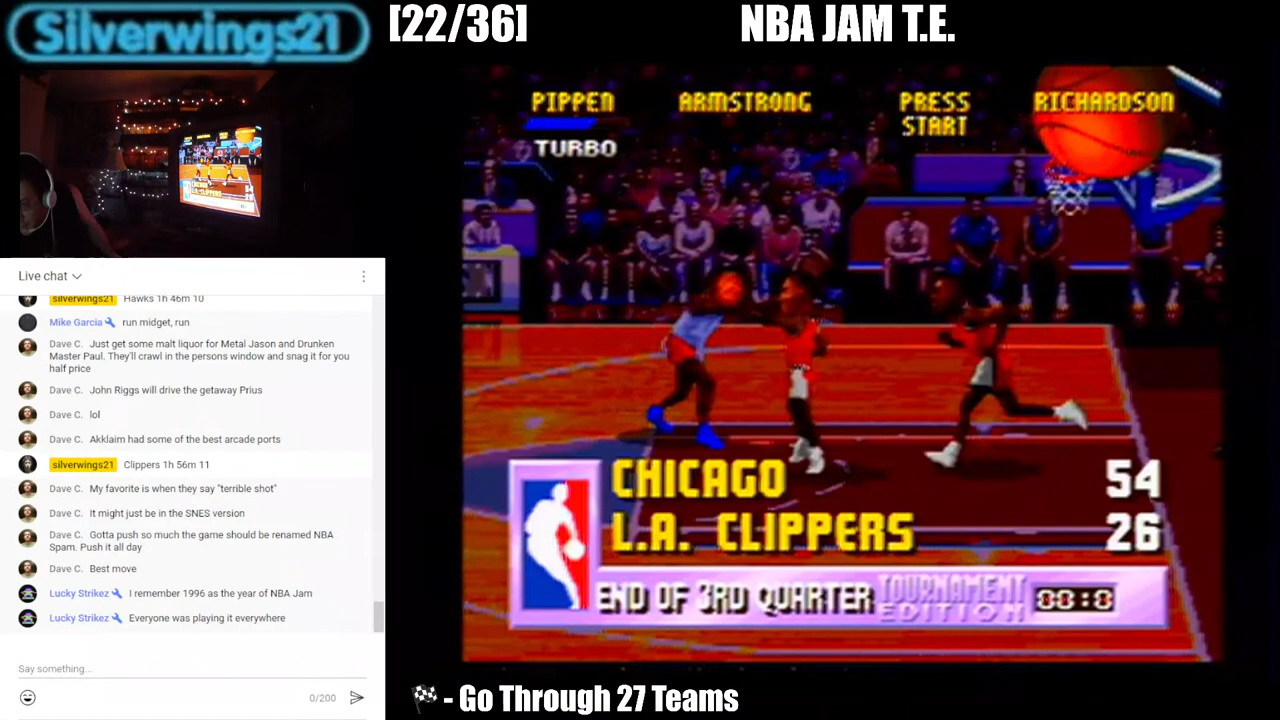 Silverwings21
[22/36]
NBA JAM T.E.
PIPPEN
ARMSTRONG
PRESS
START
RICHARDSON
TURBO
Live chat
silverwings21 Hawks 1h 46m 10
Mike Garcia run midget, run
Dave C. Just get some malt liquor for Metal Jason and Drunken
Master Paul. They'll crawl in the persons window and snag it for you
half price
Dave C. John Riggs will drive the getaway Prius
Dave C. lol
Dave C. Akklaim had some of the best arcade ports
silverwings21 Clippers 1h 56m 11
Dave C. My favorite is when they say "terrible shot"
Dave C. It might just be in the SNES version
Dave C. Gotta push so much the game should be renamed NBA
Spam. Push it all day
Dave C. Best move
Lucky Strikez I remember 1996 as the year of NBA Jam
Lucky Strikez Everyone was playing it everywhere
Say something...
0/200
CHICAGO 54
L.A. CLIPPERS 26
END OF 3RD QUARTER
TOURNAMENT
EDITION
00:0
- Go Through 27 Teams